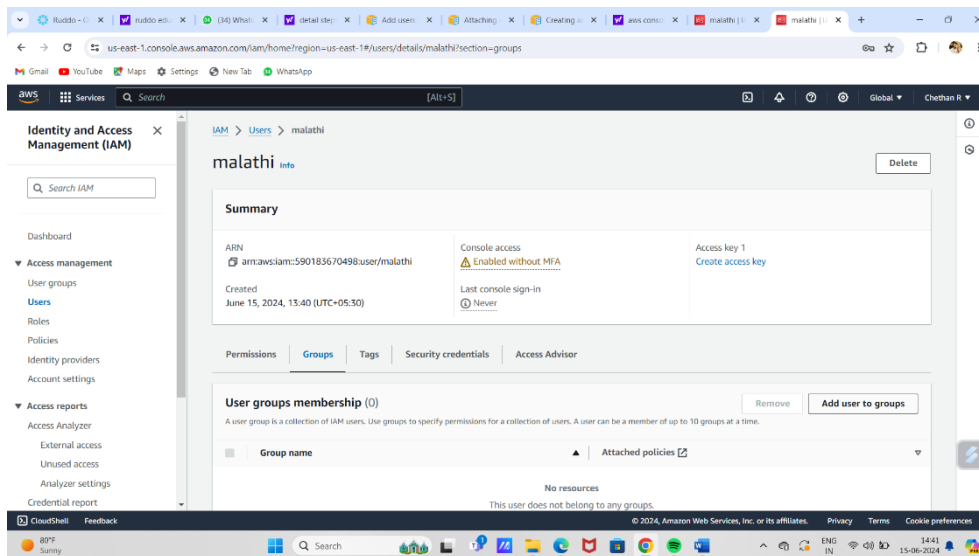 Ruddo - C
ruddo edu
(34) Whats
detail step
Add users
Attaching
Creating a
aws conso
malathi | U
malathi | U
us-east-1.console.aws.amazon.com/iam/home?region=us-east-1#/users/details/malathi?section=groups
Gmail YouTube Maps Settings New Tab WhatsApp
aws Services Search [Alt+S] Global Chethan R
Identity and Access Management (IAM)
Search IAM
Dashboard
Access management
User groups
Users
Roles
Policies
Identity providers
Account settings
Access reports
Access Analyzer
External access
Unused access
Analyzer settings
Credential report
IAM > Users > malathi
malathi Info
Delete
Summary
ARN
arn:aws:iam::590183670498:user/malathi
Created
June 15, 2024, 13:40 (UTC+05:30)
Console access
Enabled without MFA
Last console sign-in
Never
Access key 1
Create access key
Permissions Groups Tags Security credentials Access Advisor
User groups membership (0)
Remove Add user to groups
A user group is a collection of IAM users. Use groups to specify permissions for a collection of users. A user can be a member of up to 10 groups at a time.
Group name Attached policies
No resources
This user does not belong to any groups.
CloudShell Feedback © 2024, Amazon Web Services, Inc. or its affiliates. Privacy Terms Cookie preferences
80°F
Sunny
Search
ENG
IN
14:41
15-06-2024